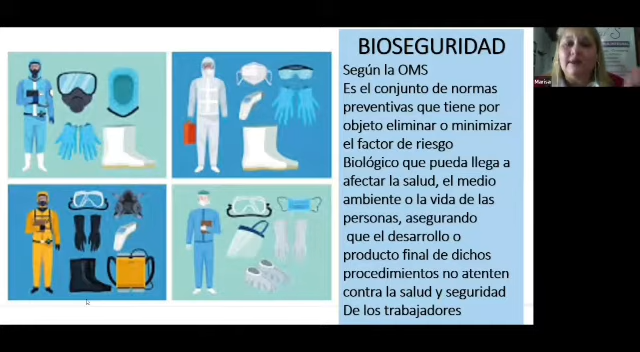 BIOSEGURIDAD
Según la OMS
Es el conjunto de normas
preventivas que tiene por
objeto eliminar o minimizar
el factor de riesgo
Biológico que pueda llega a
afectar la salud, el medio
ambiente o la vida de las
personas, asegurando
que el desarrollo o
producto final de dichos
procedimientos no atenten
contra la salud y seguridad
De los trabajadores